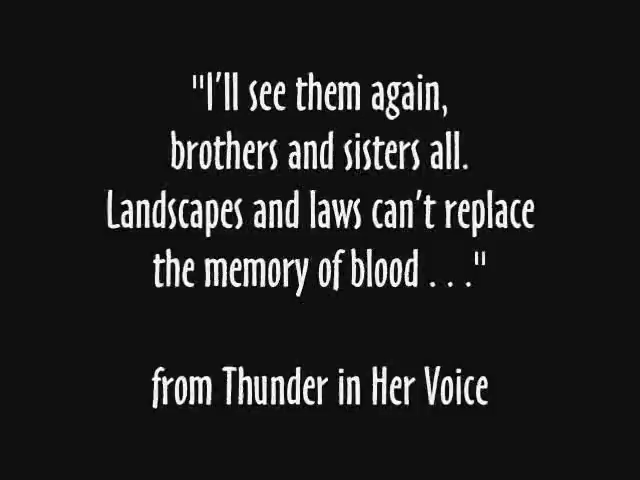 "I'll see them again,
brothers and sisters all.
Landscapes and laws can't replace
the memory of blood . . ."
from Thunder in Her Voice